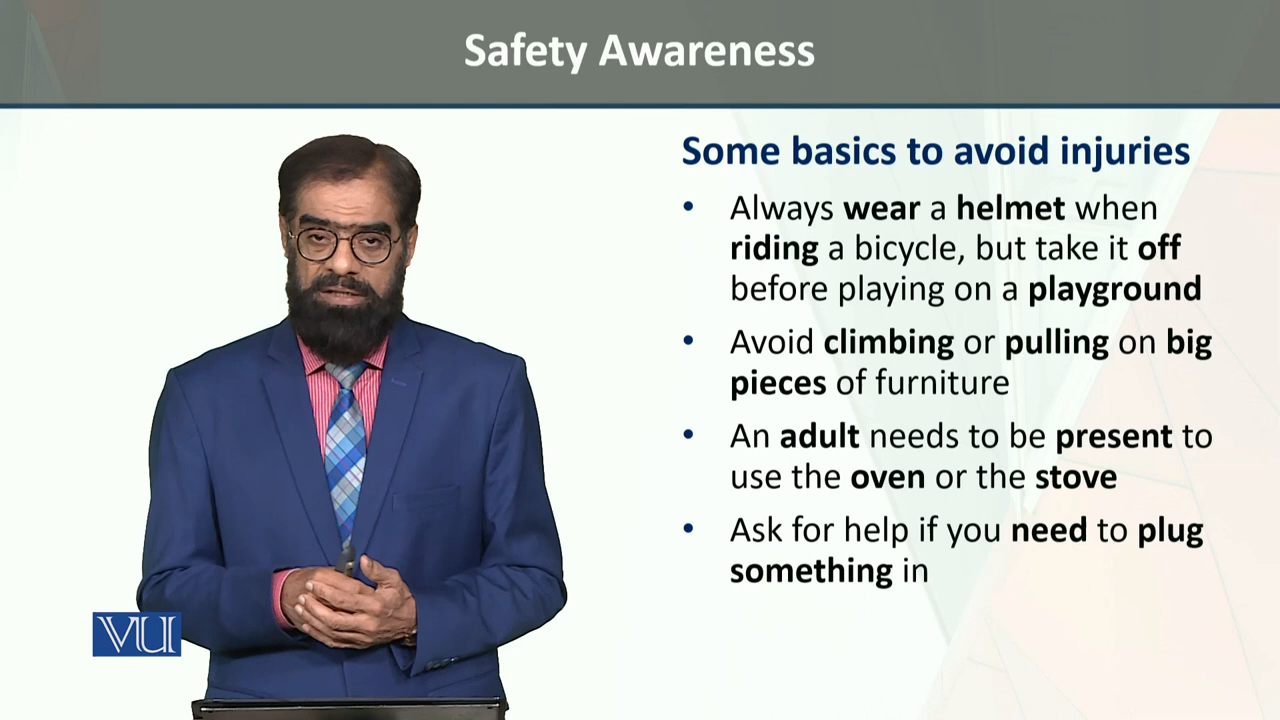 Safety Awareness
Some basics to avoid injuries
• Always wear a helmet when
riding a bicycle, but take it off
before playing on a playground
• Avoid climbing or pulling on big
pieces of furniture
• An adult needs to be present to
use the oven or the stove
• Ask for help if you need to plug
something in
VU